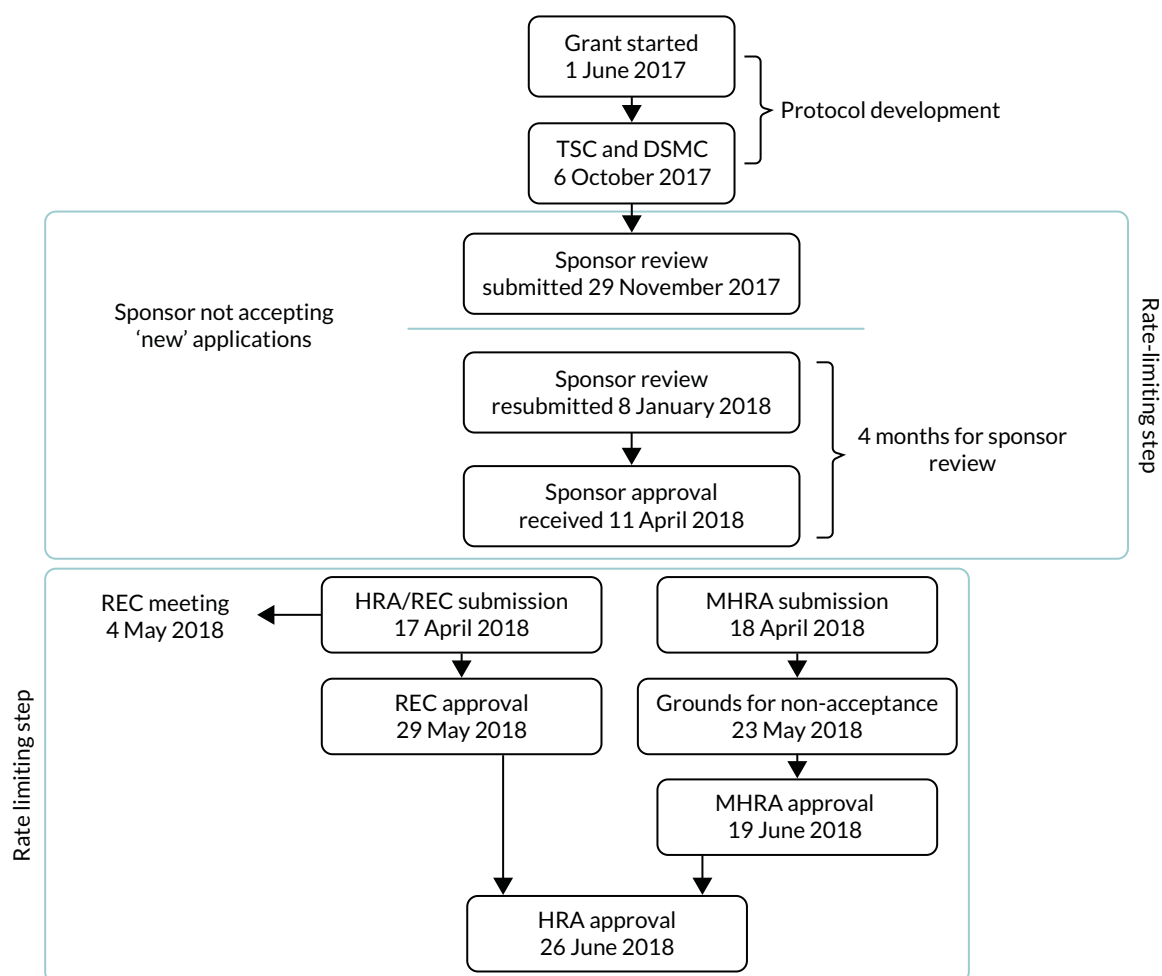 Grant started
1 June 2017
Protocol development
TSC and DSMC
6 October 2017
Sponsor review
submitted 29 November 2017
Sponsor not accepting
‘new’ applications
Rate-limiting step
Sponsor review
resubmitted 8 January 2018
4 months for sponsor
review
Sponsor approval
received 11 April 2018
REC meeting
4 May 2018
HRA/REC submission
17 April 2018
MHRA submission
18 April 2018
Rate limiting step
REC approval
29 May 2018
Grounds for non-acceptance
23 May 2018
MHRA approval
19 June 2018
HRA approval
26 June 2018